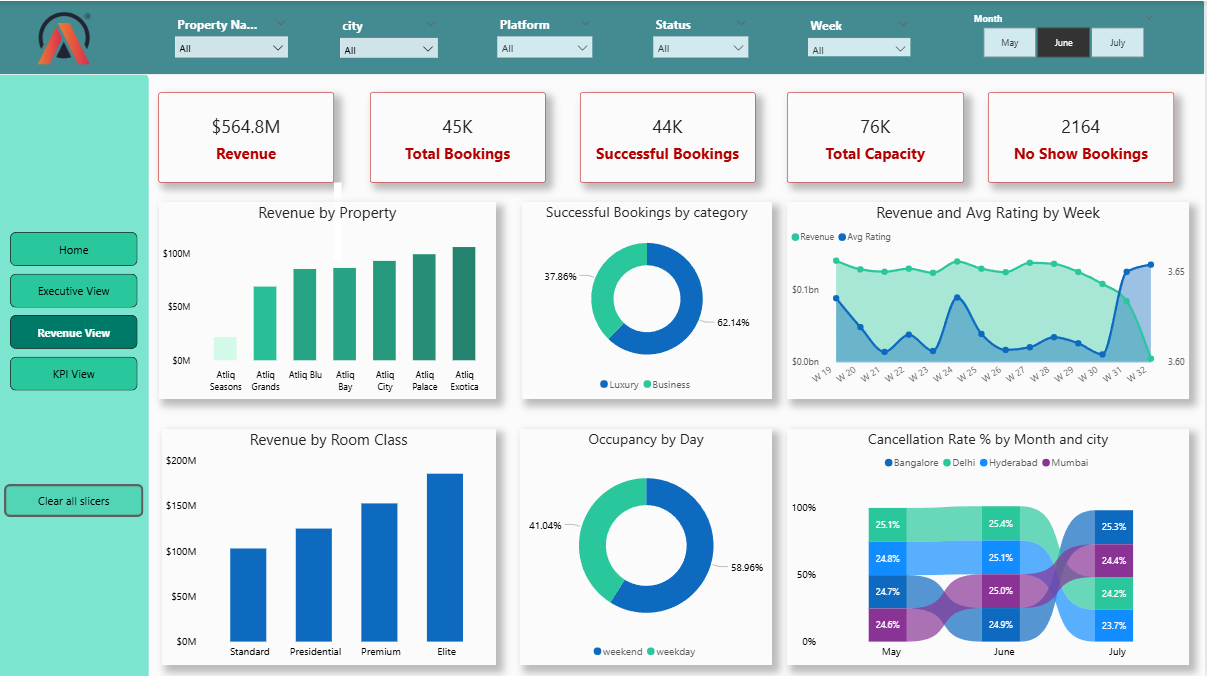 Property Na...
All
city
All
Platform
All
Status
All
Week
All
Month
May
June
July
Home
Executive View
Revenue View
KPI View
Clear all slicers
$564.8M
Revenue
45K
Total Bookings
44K
Successful Bookings
76K
Total Capacity
2164
No Show Bookings
Revenue by Property
$100M
$50M
$0M
Atliq Seasons
Atliq Grands
Atliq Blu
Atliq Bay
Atliq City
Atliq Palace
Atliq Exotica
Successful Bookings by category
37.86%
62.14%
Luxury
Business
Revenue and Avg Rating by Week
Revenue
Avg Rating
$0.1bn
$0.0bn
3.65
3.60
W 19
W 20
W 21
W 22
W 23
W 24
W 25
W 26
W 27
W 28
W 29
W 30
W 31
W 32
Revenue by Room Class
$200M
$150M
$100M
$50M
$0M
Standard
Presidential
Premium
Elite
Occupancy by Day
41.04%
58.96%
weekend
weekday
Cancellation Rate % by Month and city
Bangalore
Delhi
Hyderabad
Mumbai
100%
50%
0%
25.1%
24.8%
24.7%
24.6%
25.4%
25.1%
25.0%
24.9%
25.3%
24.4%
24.2%
23.7%
May
June
July